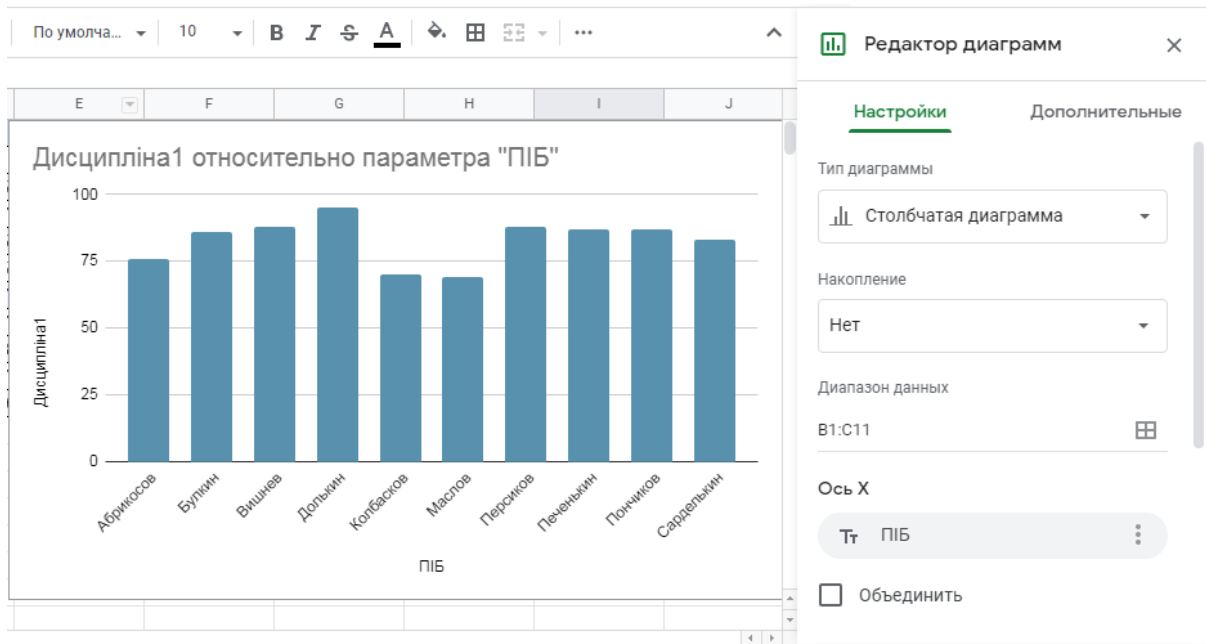 По умолча... 10 B I S A ...
Редактор диаграмм
E F G H I J
Настройки Дополнительные
Дисципліна1 относительно параметра "ПІБ"
100
75
50
25
0
Дисципліна1
Абрикосов Булкин Вишнев Долькин Колбасков Маслов Персиков Печенькин Пончиков Сарделькин
ПІБ
Тип диаграммы
Столбчатая диаграмма
Накопление
Нет
Диапазон данных
B1:C11
Ось X
Тт ПІБ
Объединить